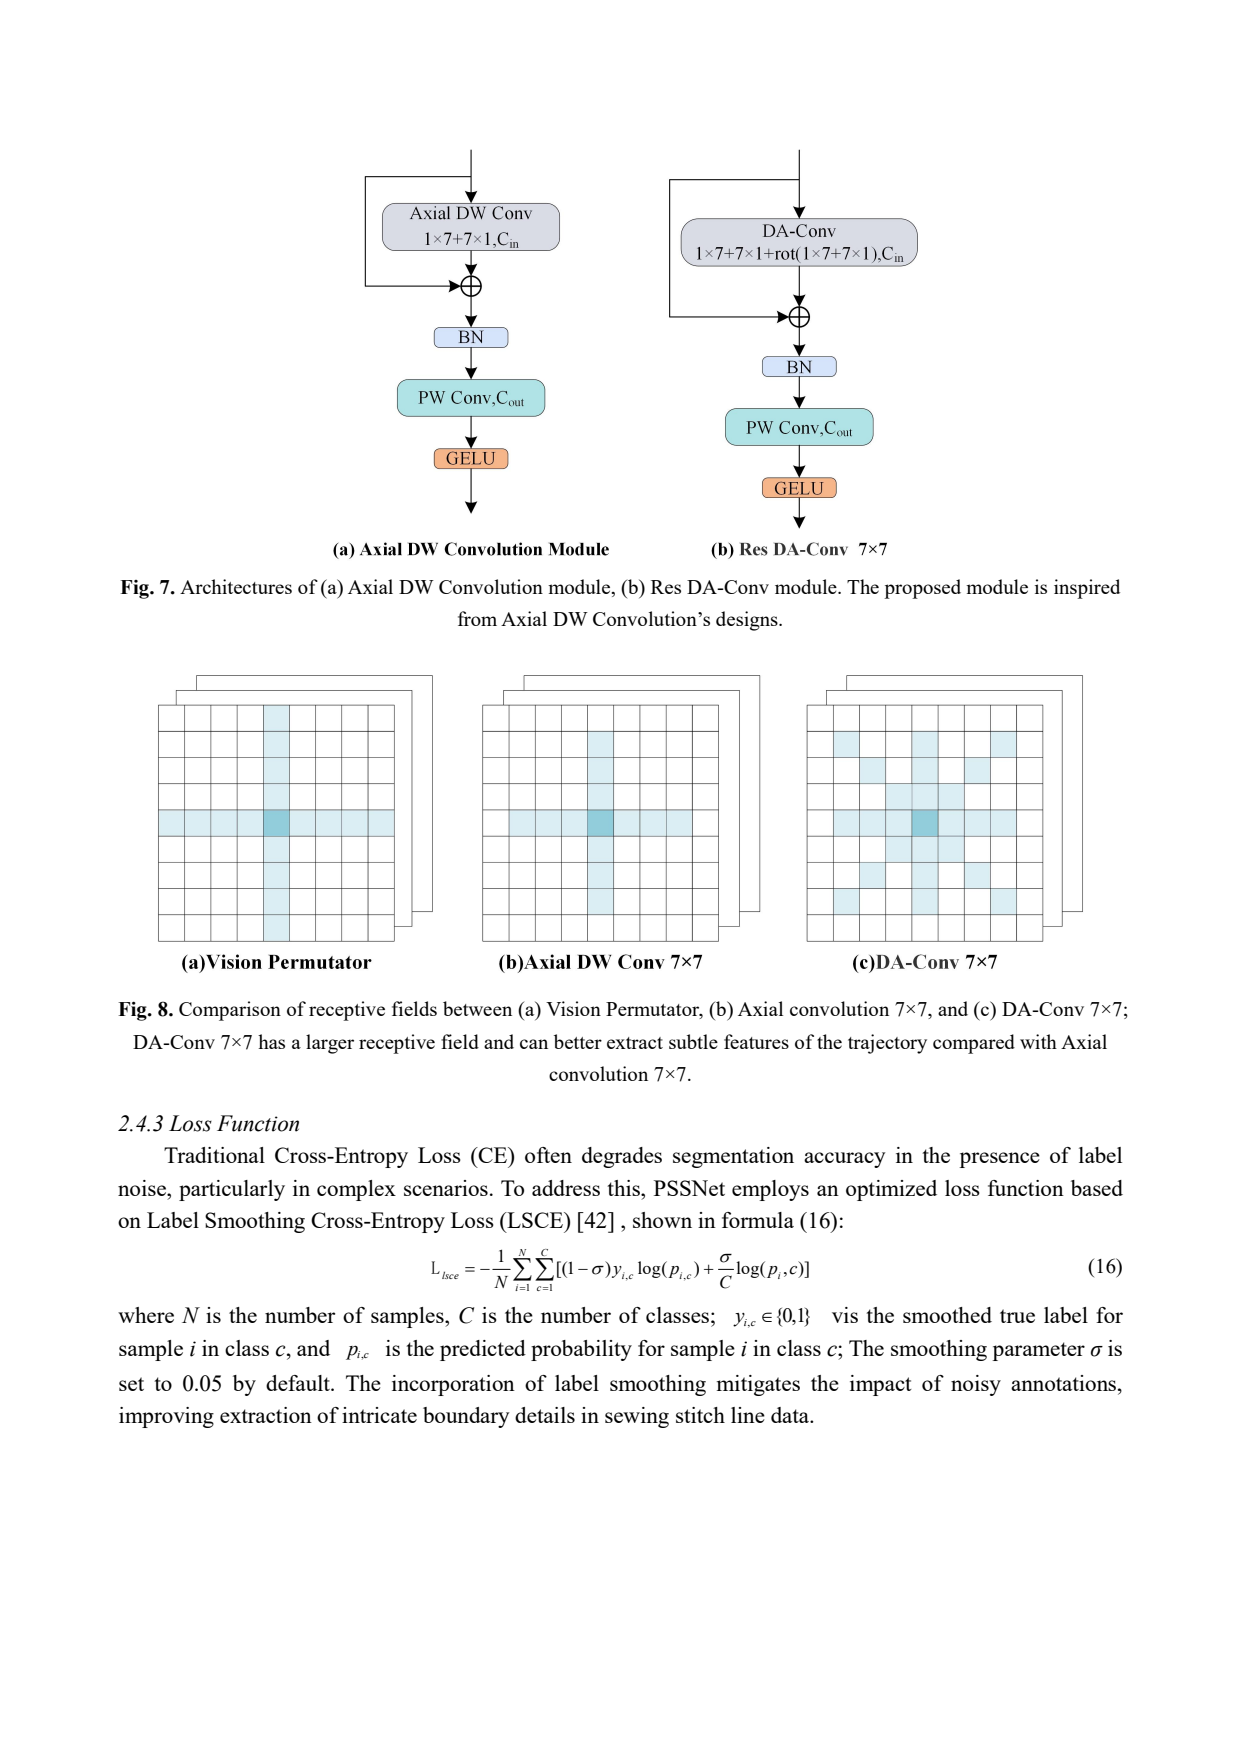 Axial DW Conv
1×7+7×1,Cin
BN
PW Conv,Cout
GELU
(a) Axial DW Convolution Module
DA-Conv
1×7+7×1+rot(1×7+7×1),Cin
BN
PW Conv,Cout
GELU
(b) Res DA-Conv 7×7
Fig. 7. Architectures of (a) Axial DW Convolution module, (b) Res DA-Conv module. The proposed module is inspired
from Axial DW Convolution’s designs.
(a)Vision Permutator
(b)Axial DW Conv 7×7
(c)DA-Conv 7×7
Fig. 8. Comparison of receptive fields between (a) Vision Permutator, (b) Axial convolution 7×7, and (c) DA-Conv 7×7;
DA-Conv 7×7 has a larger receptive field and can better extract subtle features of the trajectory compared with Axial
convolution 7×7.
2.4.3 Loss Function
Traditional Cross-Entropy Loss (CE) often degrades segmentation accuracy in the presence of label
noise, particularly in complex scenarios. To address this, PSSNet employs an optimized loss function based
on Label Smoothing Cross-Entropy Loss (LSCE) [42] , shown in formula (16):
L_lsce = −1/N ∑_{i=1}^{N} ∑_{c=1}^{C} [(1−σ)y_{i,c} log(p_{i,c}) + σ/C log(p_i,c)] (16)
where N is the number of samples, C is the number of classes; y_{i,c} ∈{0,1} vis the smoothed true label for
sample i in class c, and p_{i,c} is the predicted probability for sample i in class c; The smoothing parameter σ is
set to 0.05 by default. The incorporation of label smoothing mitigates the impact of noisy annotations,
improving extraction of intricate boundary details in sewing stitch line data.